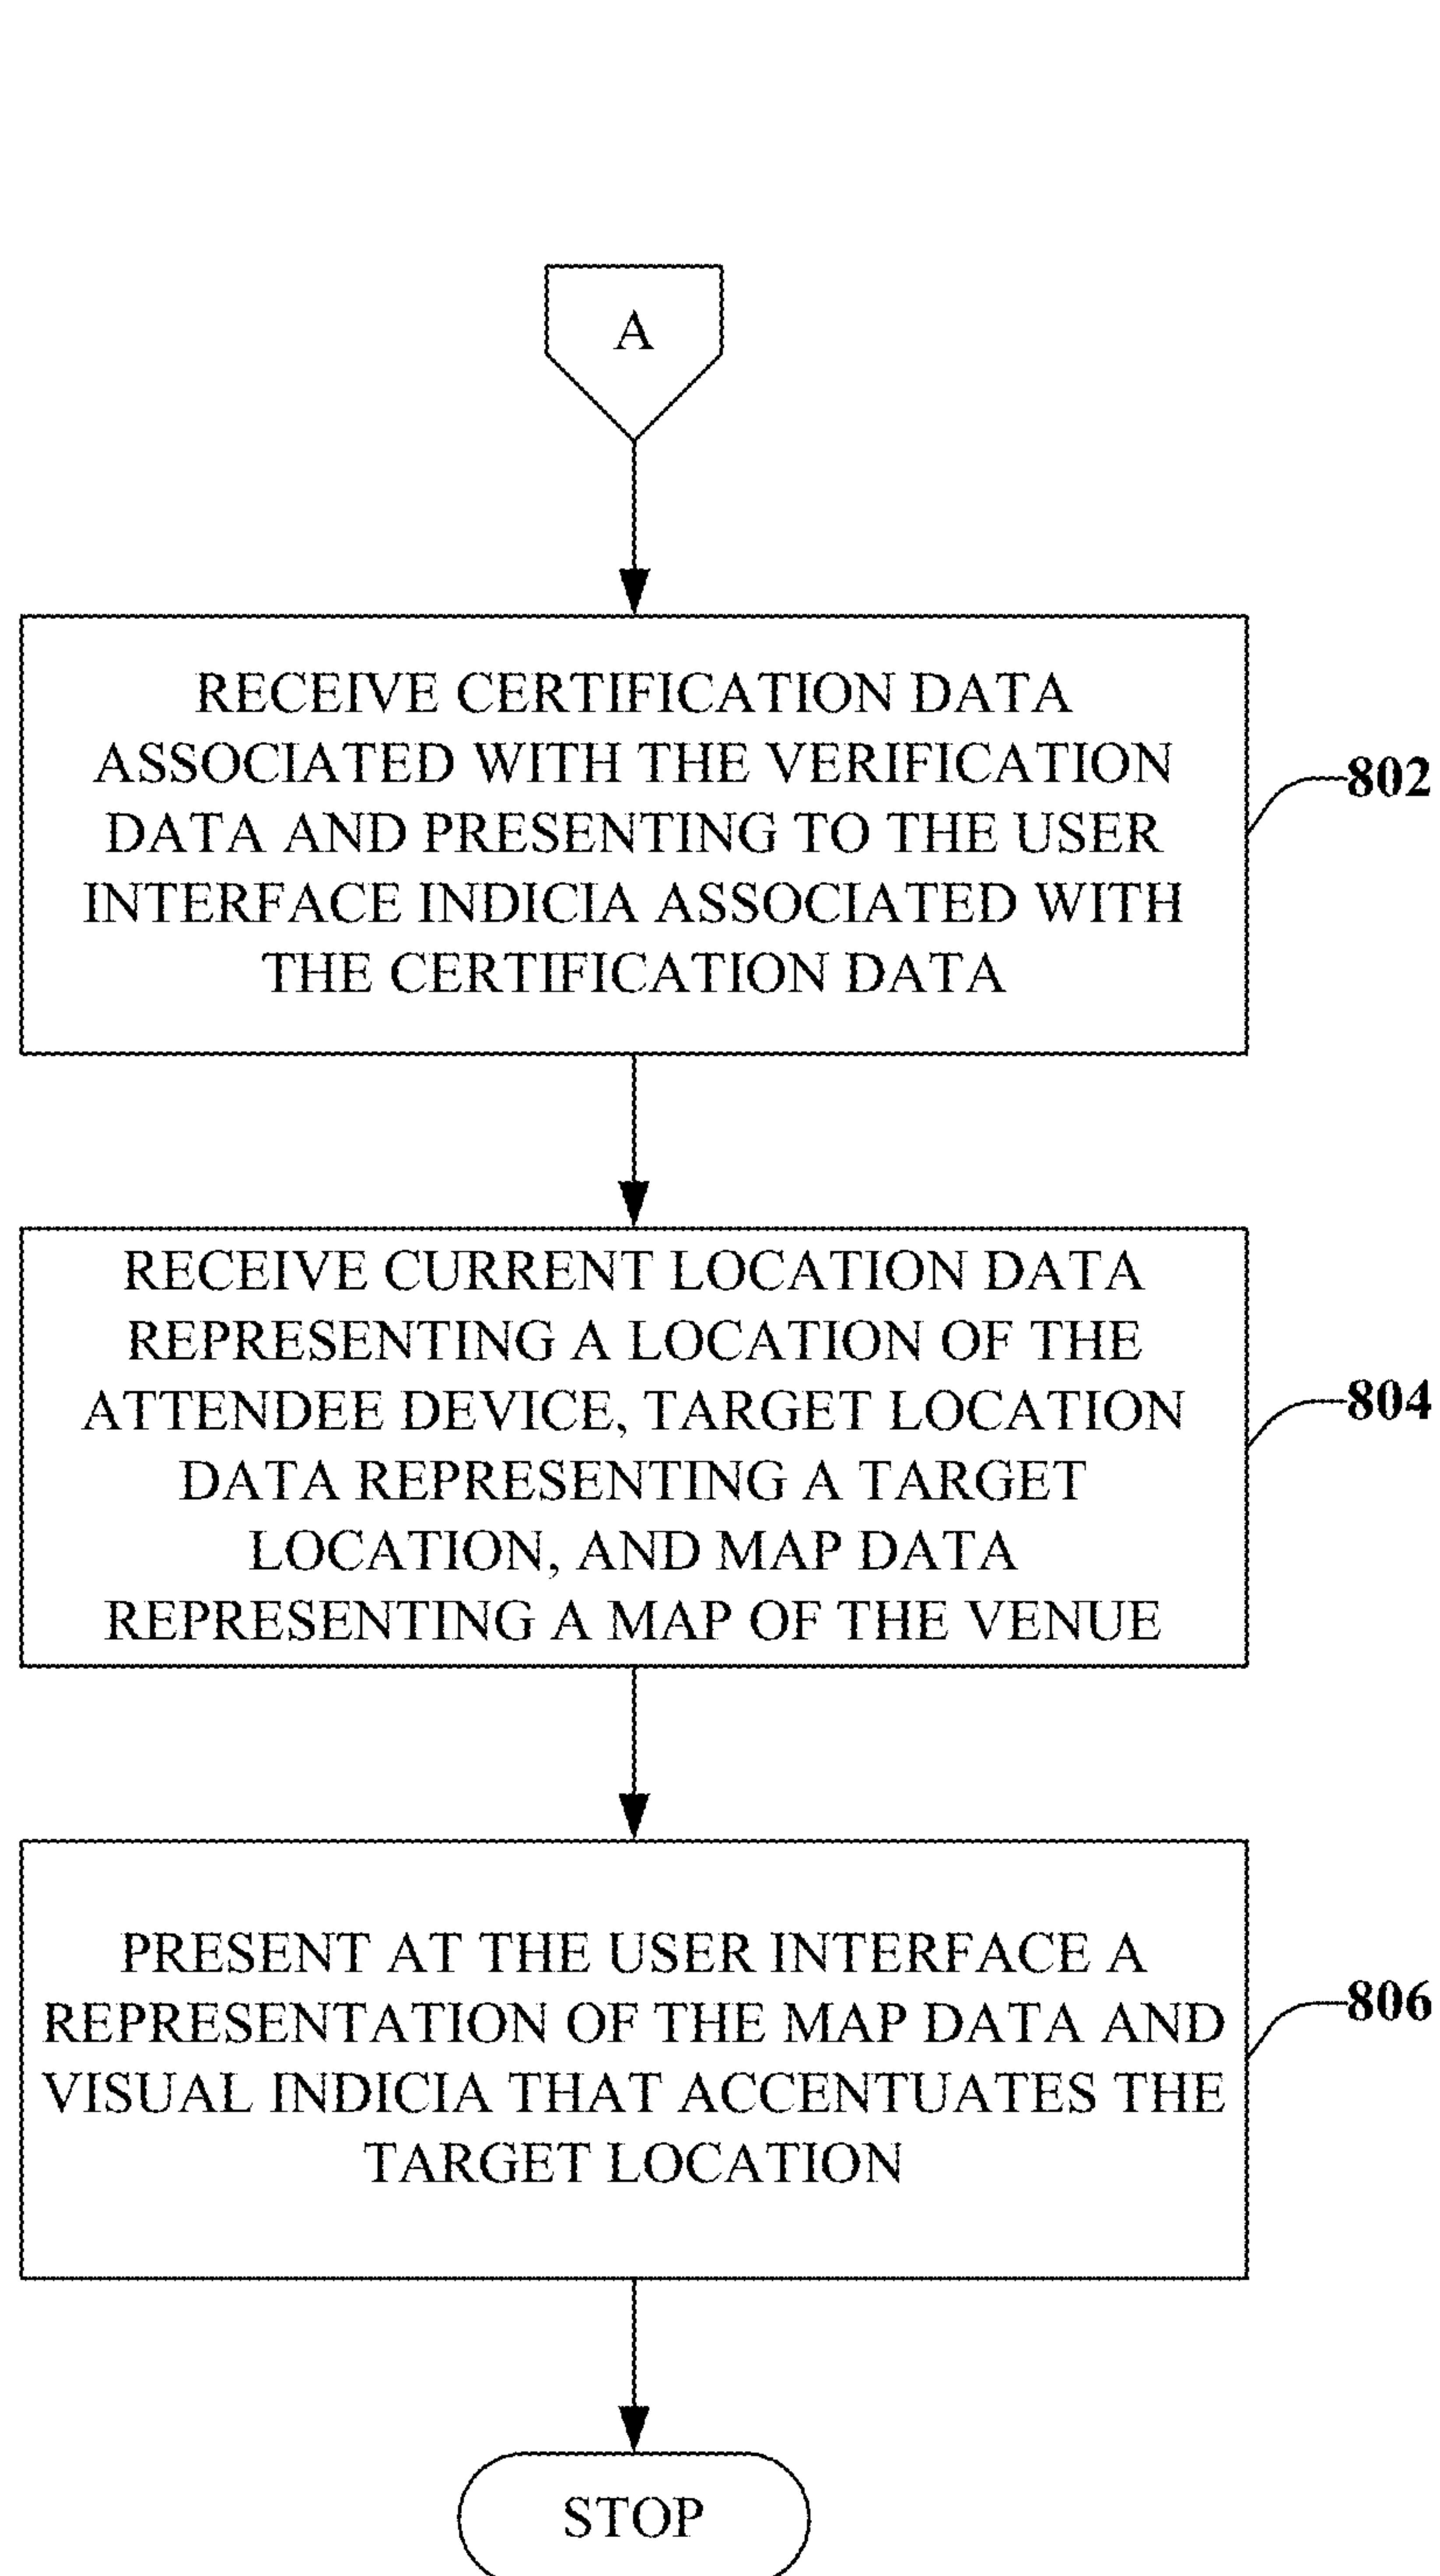 A
RECEIVE CERTIFICATION DATA
ASSOCIATED WITH THE VERIFICATION
DATA AND PRESENTING TO THE USER
INTERFACE INDICIA ASSOCIATED WITH
THE CERTIFICATION DATA
802
RECEIVE CURRENT LOCATION DATA
REPRESENTING A LOCATION OF THE
ATTENDEE DEVICE, TARGET LOCATION
DATA REPRESENTING A TARGET
LOCATION, AND MAP DATA
REPRESENTING A MAP OF THE VENUE
804
PRESENT AT THE USER INTERFACE A
REPRESENTATION OF THE MAP DATA AND
VISUAL INDICIA THAT ACCENTUATES THE
TARGET LOCATION
806
STOP